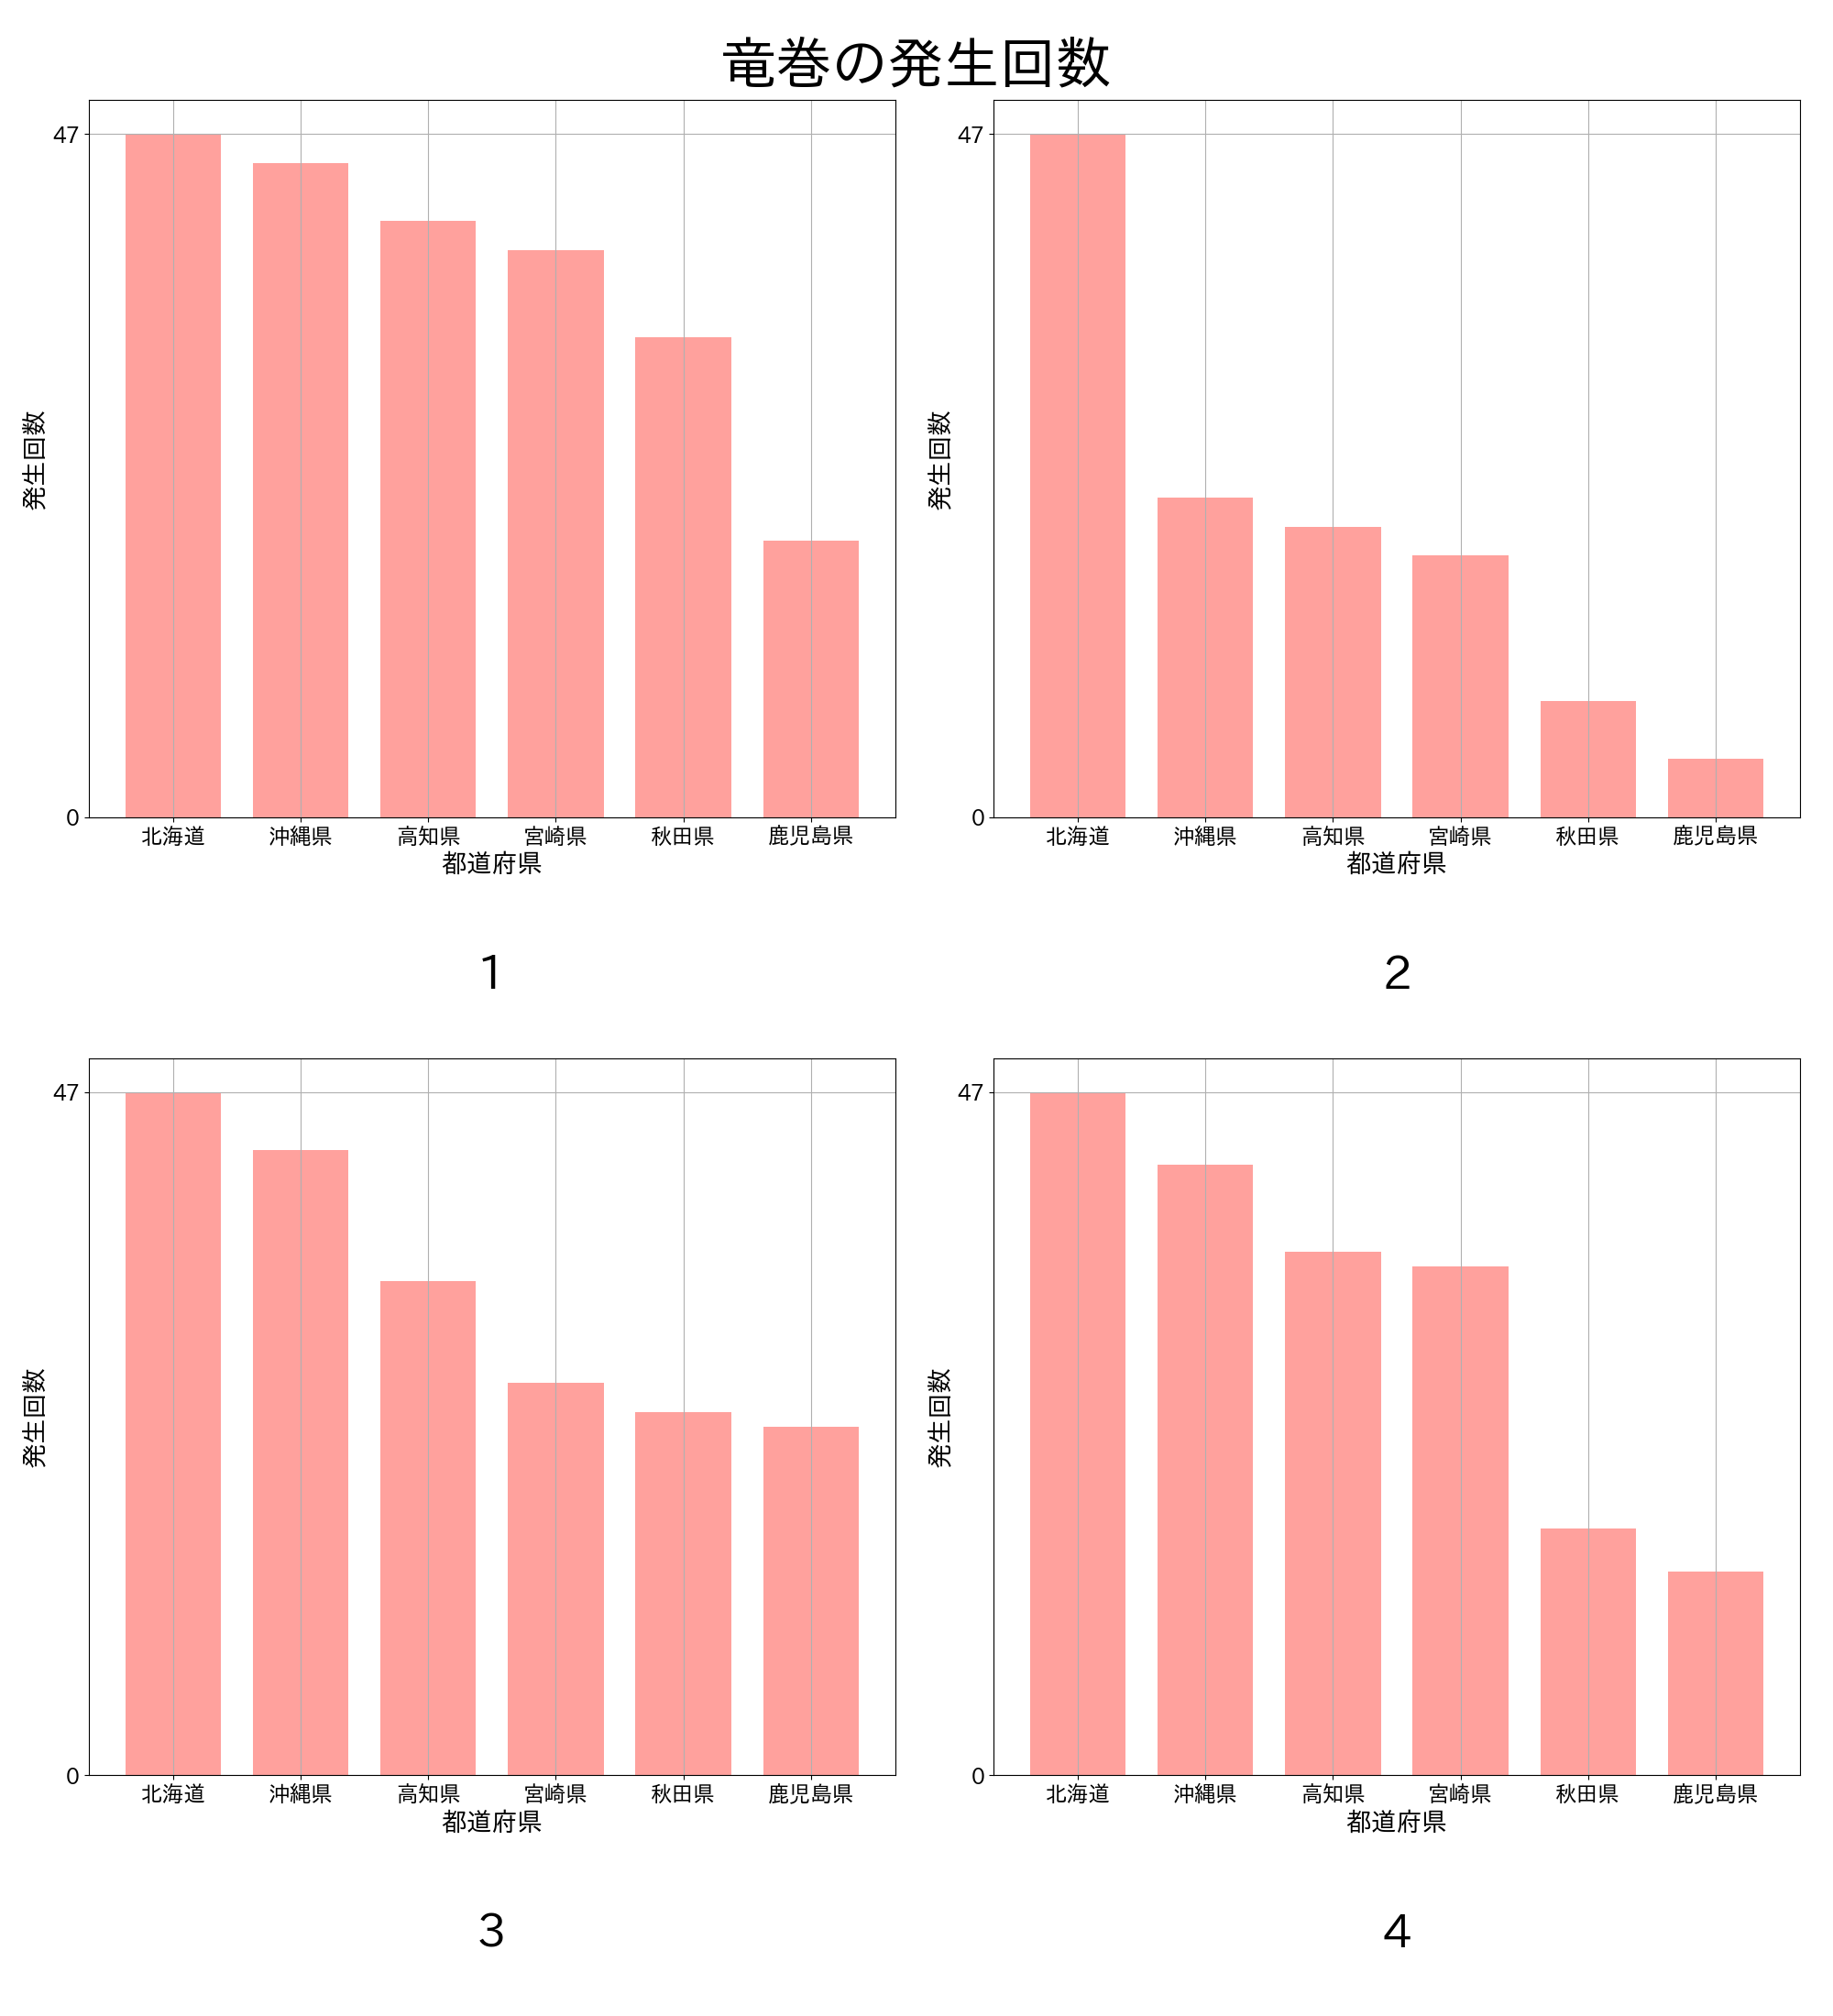 竜巻の発生回数
47
0
発生回数
北海道 沖縄県 高知県 宮崎県 秋田県 鹿児島県
都道府県
1
47
0
発生回数
北海道 沖縄県 高知県 宮崎県 秋田県 鹿児島県
都道府県
2
47
0
発生回数
北海道 沖縄県 高知県 宮崎県 秋田県 鹿児島県
都道府県
3
47
0
発生回数
北海道 沖縄県 高知県 宮崎県 秋田県 鹿児島県
都道府県
4